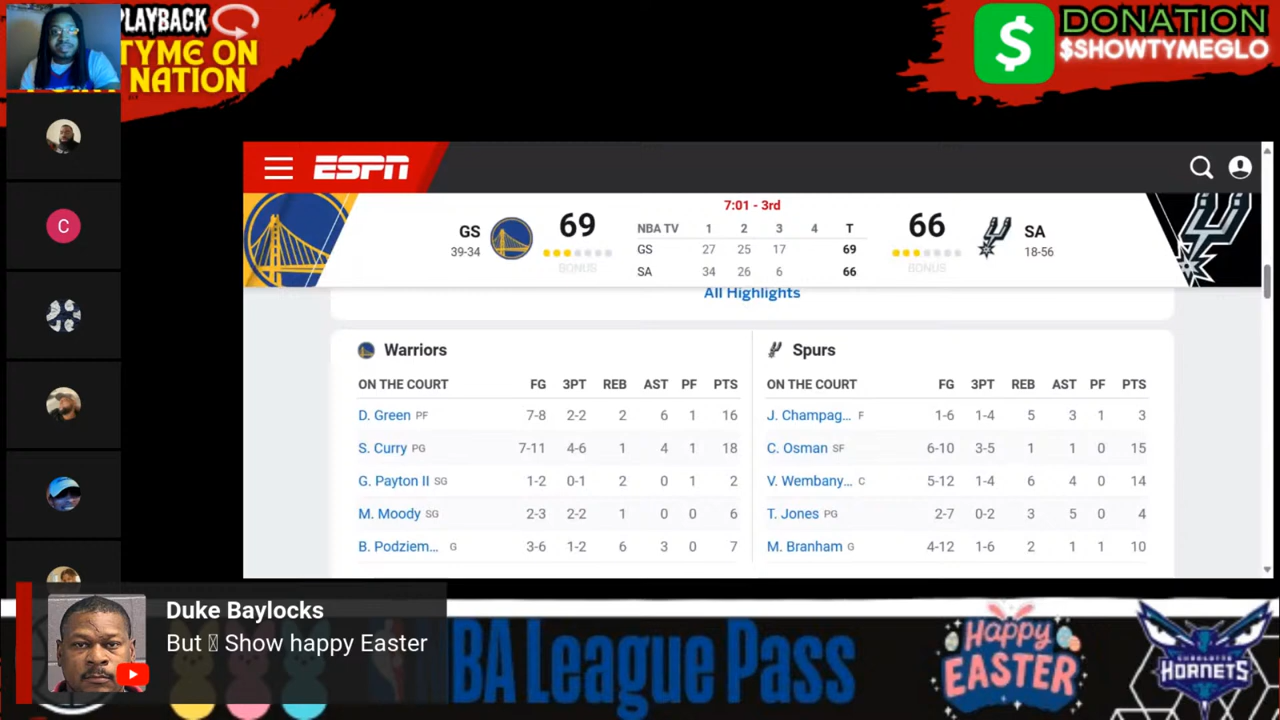 PLAYBACK
TYME ON
NATION
DONATION
$SHOWTYMEGLO
$
C
ESPN
7:01 - 3rd
GS 69 NBA TV 1 2 3 4 T 66 SA
39-34 GS 27 25 17 69 18-56
BONUS SA 34 26 6 66 BONUS
All Highlights
Warriors
ON THE COURT FG 3PT REB AST PF PTS
D. Green PF 7-8 2-2 2 6 1 16
S. Curry PG 7-11 4-6 1 4 1 18
G. Payton II SG 1-2 0-1 2 0 1 2
M. Moody SG 2-3 2-2 1 0 0 6
B. Podziem... G 3-6 1-2 6 3 0 7
Spurs
ON THE COURT FG 3PT REB AST PF PTS
J. Champag... F 1-6 1-4 5 3 1 3
C. Osman SF 6-10 3-5 1 1 0 15
V. Wembany... C 5-12 1-4 6 4 0 14
T. Jones PG 2-7 0-2 3 5 0 4
M. Branham G 4-12 1-6 2 1 1 10
Duke Baylocks
But Show happy Easter
NBA League Pass
Happy
EASTER
CHARLOTTE
HORNETS